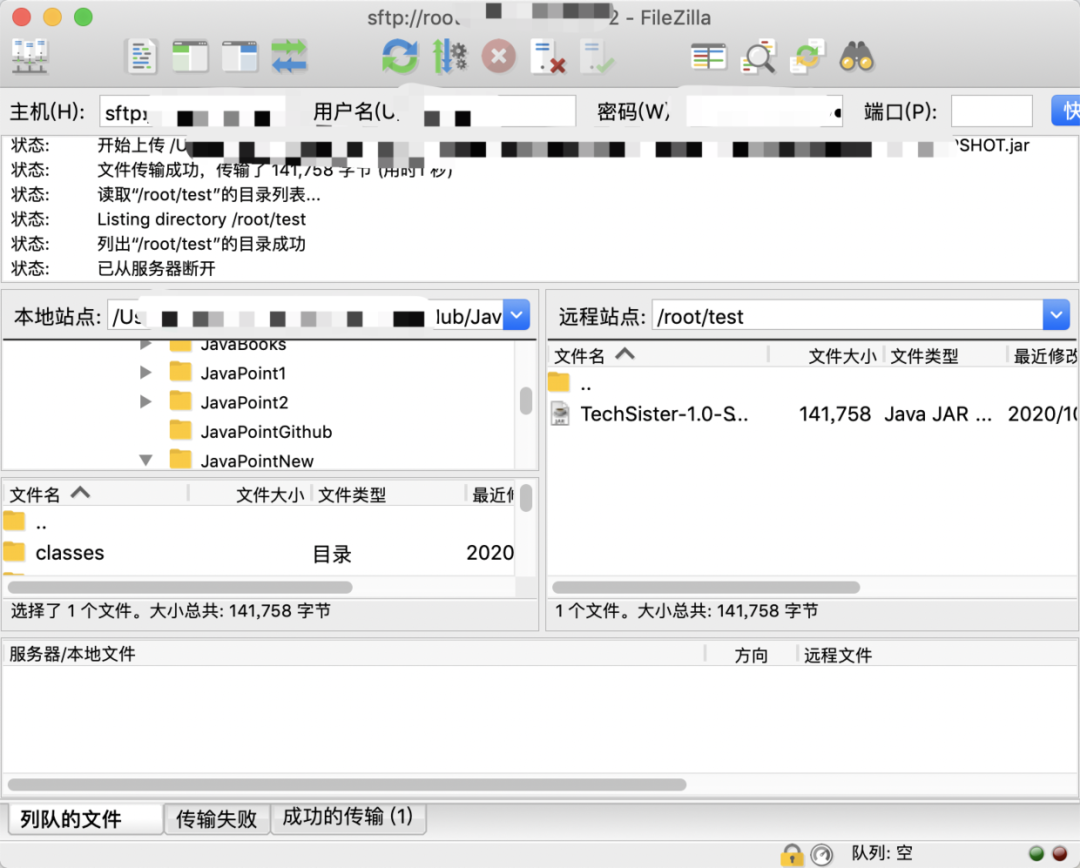 sftp://roo 2 - FileZilla
主机(H): sftp 用户名(U 密码(W) 端口(P): 快
状态: 开始上传 /U SHOT.jar
状态: 文件传输成功，传输了 141,758 字节 (用时1 秒)
状态: 读取“/root/test”的目录列表...
状态: Listing directory /root/test
状态: 列出“/root/test”的目录成功
状态: 已从服务器断开
本地站点: /Us lub/Jav
JavaBooks
JavaPoint1
JavaPoint2
JavaPointGithub
JavaPointNew
文件名 文件大小 文件类型 最近
..
classes 目录 2020
选择了 1 个文件。大小总共: 141,758 字节
远程站点: /root/test
文件名 文件大小 文件类型 最近修改
..
TechSister-1.0-S... 141,758 Java JAR ... 2020/10
JAR
1 个文件。大小总共: 141,758 字节
服务器/本地文件 方向 远程文件
列队的文件 传输失败 成功的传输 (1)
队列: 空